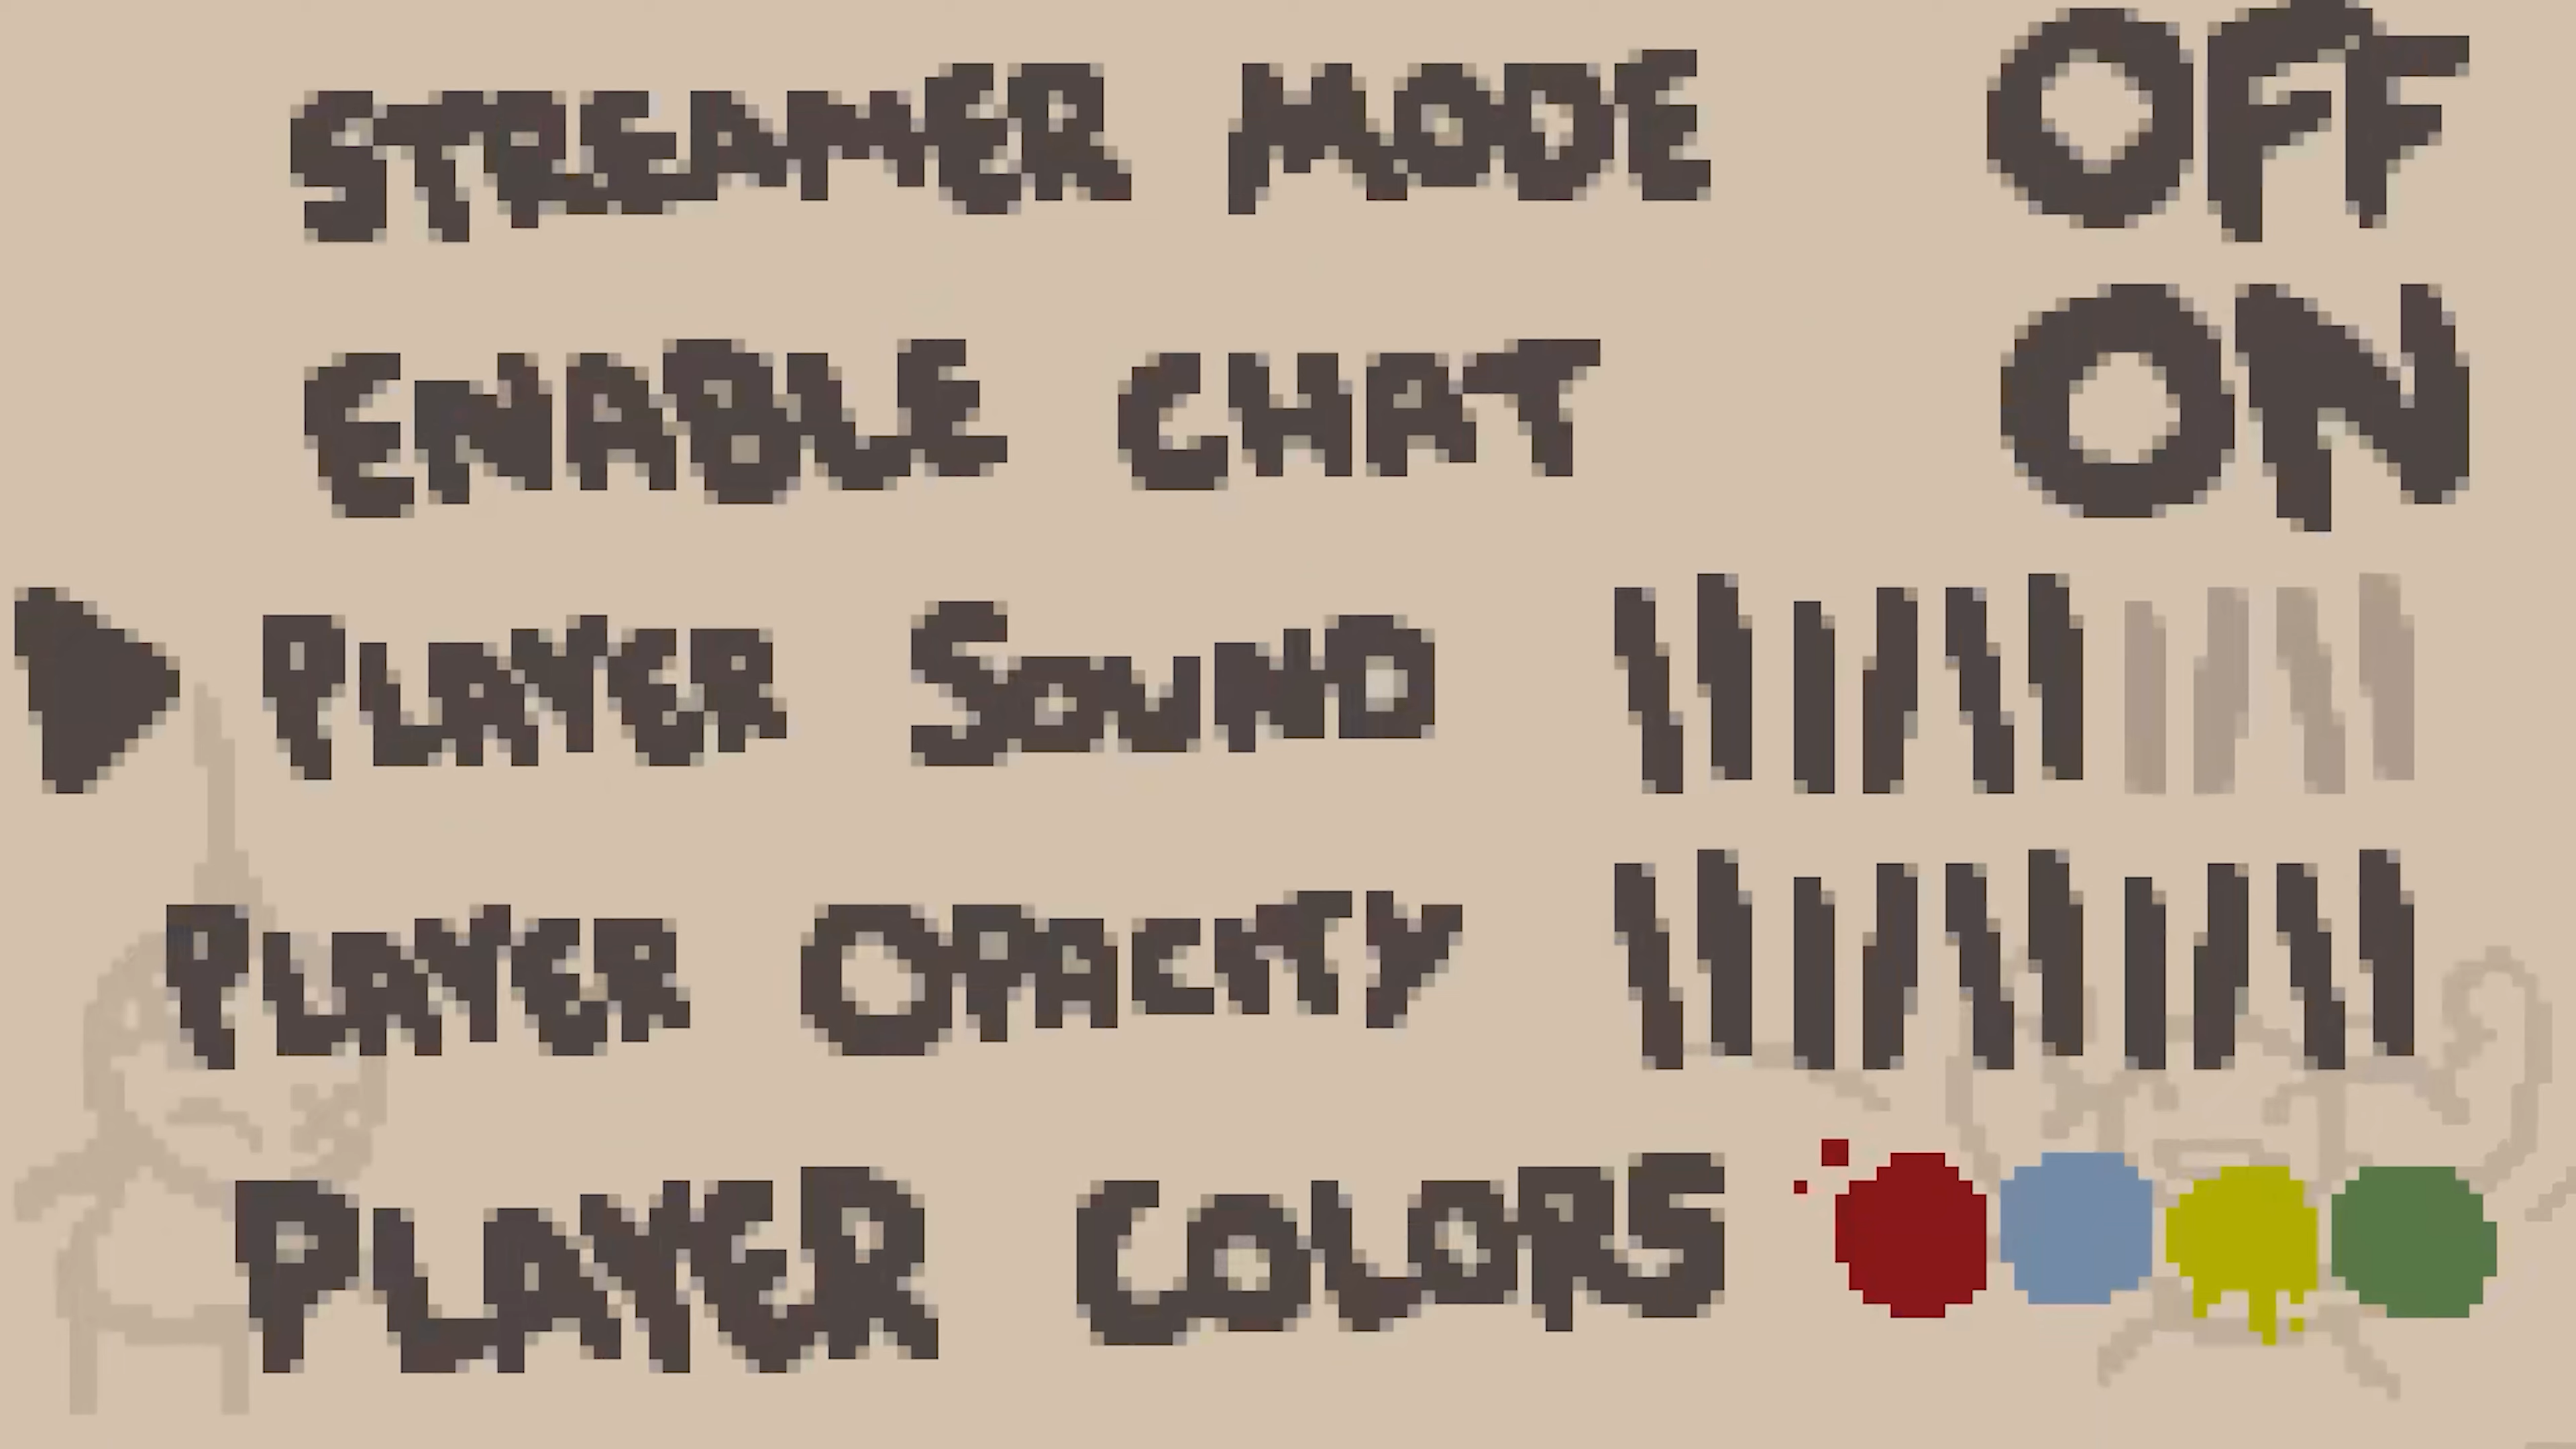 STREAMER MODE OFF
ENABLE CHAT ON
PLAYER SOUND
PLAYER OPACITY
PLAYER COLORS